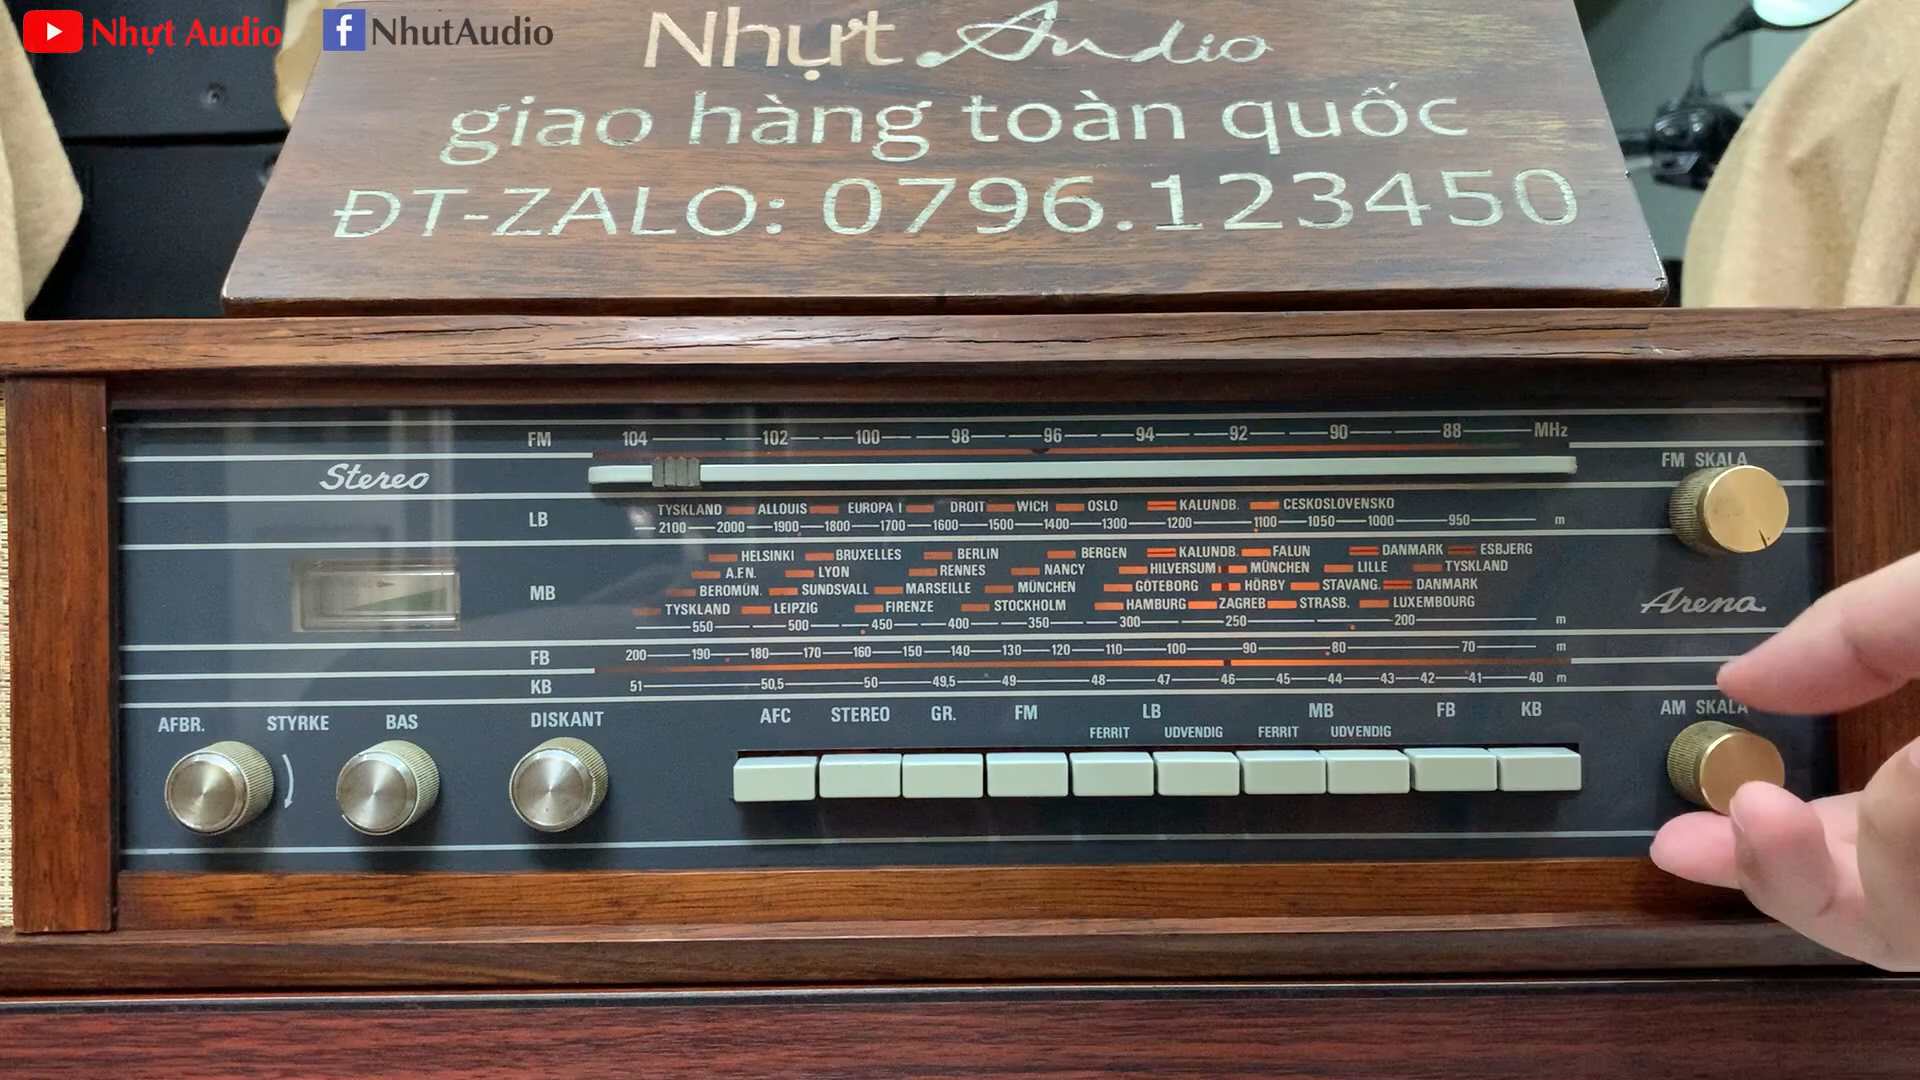 Nhựt Audio NhutAudio
Nhựt Audio
giao hàng toàn quốc
ĐT-ZALO: 0796.123450
FM 104 102 100 98 96 94 92 90 88 MHz
FM SKALA
Stereo
TYSKLAND ALLOUIS EUROPA I DROIT WICH OSLO KALUNDB. CESKOSLOVENSKO
LB 2100 2000 1900 1800 1700 1600 1500 1400 1300 1200 1100 1050 1000 950 m
HELSINKI BRUXELLES BERLIN BERGEN KALUNDB. FALUN DANMARK ESBJERG
A.F.N. LYON RENNES NANCY HILVERSUM MÜNCHEN LILLE TYSKLAND
MB BEROMÜN. SUNDSVALL MARSEILLE MÜNCHEN GÖTEBORG HÖRBY STAVANG. DANMARK
TYSKLAND LEIPZIG FIRENZE STOCKHOLM HAMBURG ZAGREB STRASB. LUXEMBOURG
Arena
550 500 450 400 350 300 250 200 m
FB 200 190 180 170 160 150 140 130 120 110 100 90 80 70 m
KB 51 50,5 50 49,5 49 48 47 46 45 44 43 42 41 40 m
AFBR. STYRKE BAS DISKANT AFC STEREO GR. FM LB MB FB KB AM SKALA
FERRIT UDVENDIG FERRIT UDVENDIG